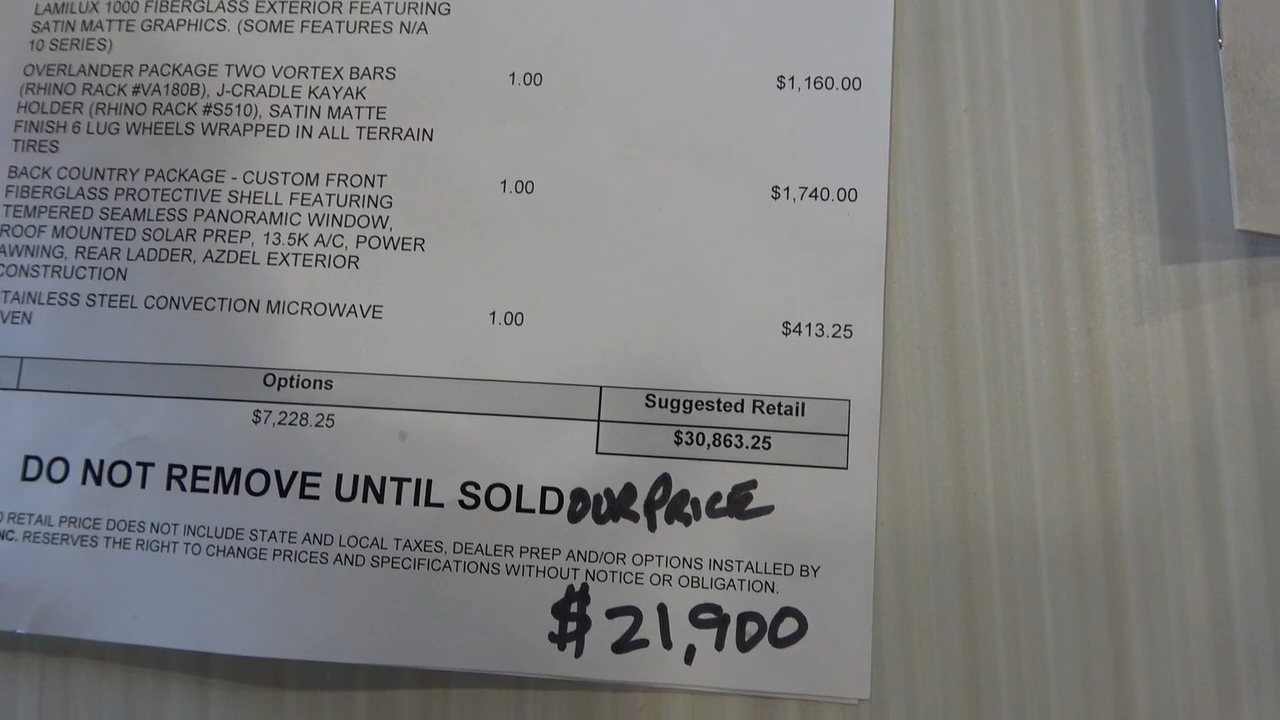 LAMILUX 1000 FIBERGLASS EXTERIOR FEATURING
SATIN MATTE GRAPHICS. (SOME FEATURES N/A
10 SERIES)
OVERLANDER PACKAGE TWO VORTEX BARS 1.00 $1,160.00
(RHINO RACK #VA180B), J-CRADLE KAYAK
HOLDER (RHINO RACK #S510), SATIN MATTE
FINISH 6 LUG WHEELS WRAPPED IN ALL TERRAIN
TIRES
BACK COUNTRY PACKAGE - CUSTOM FRONT 1.00 $1,740.00
FIBERGLASS PROTECTIVE SHELL FEATURING
TEMPERED SEAMLESS PANORAMIC WINDOW,
ROOF MOUNTED SOLAR PREP, 13.5K A/C, POWER
AWNING, REAR LADDER, AZDEL EXTERIOR
CONSTRUCTION
TAINLESS STEEL CONVECTION MICROWAVE 1.00 $413.25
VEN
Options Suggested Retail
$7,228.25 $30,863.25
DO NOT REMOVE UNTIL SOLD OUR PRICE
RETAIL PRICE DOES NOT INCLUDE STATE AND LOCAL TAXES, DEALER PREP AND/OR OPTIONS INSTALLED BY
NC. RESERVES THE RIGHT TO CHANGE PRICES AND SPECIFICATIONS WITHOUT NOTICE OR OBLIGATION.
$21,900